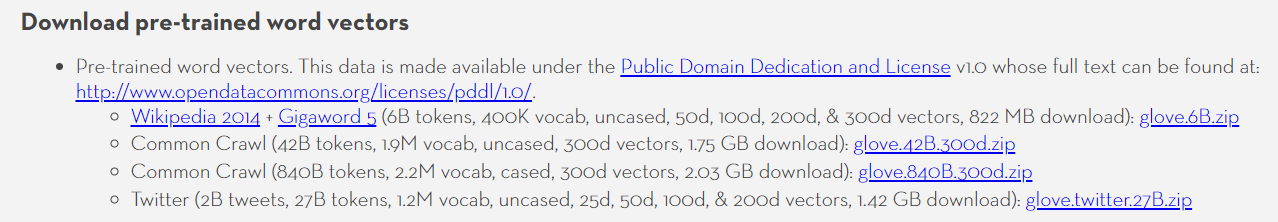 Download pre-trained word vectors
Pre-trained word vectors. This data is made available under the Public Domain Dedication and License v1.0 whose full text can be found at:
http://www.opendatacommons.org/licenses/pddl/1.0/.
Wikipedia 2014 + Gigaword 5 (6B tokens, 400K vocab, uncased, 50d, 100d, 200d, & 300d vectors, 822 MB download): glove.6B.zip
Common Crawl (42B tokens, 1.9M vocab, uncased, 300d vectors, 1.75 GB download): glove.42B.300d.zip
Common Crawl (840B tokens, 2.2M vocab, cased, 300d vectors, 2.03 GB download): glove.840B.300d.zip
Twitter (2B tweets, 27B tokens, 1.2M vocab, uncased, 25d, 50d, 100d, & 200d vectors, 1.42 GB download): glove.twitter.27B.zip